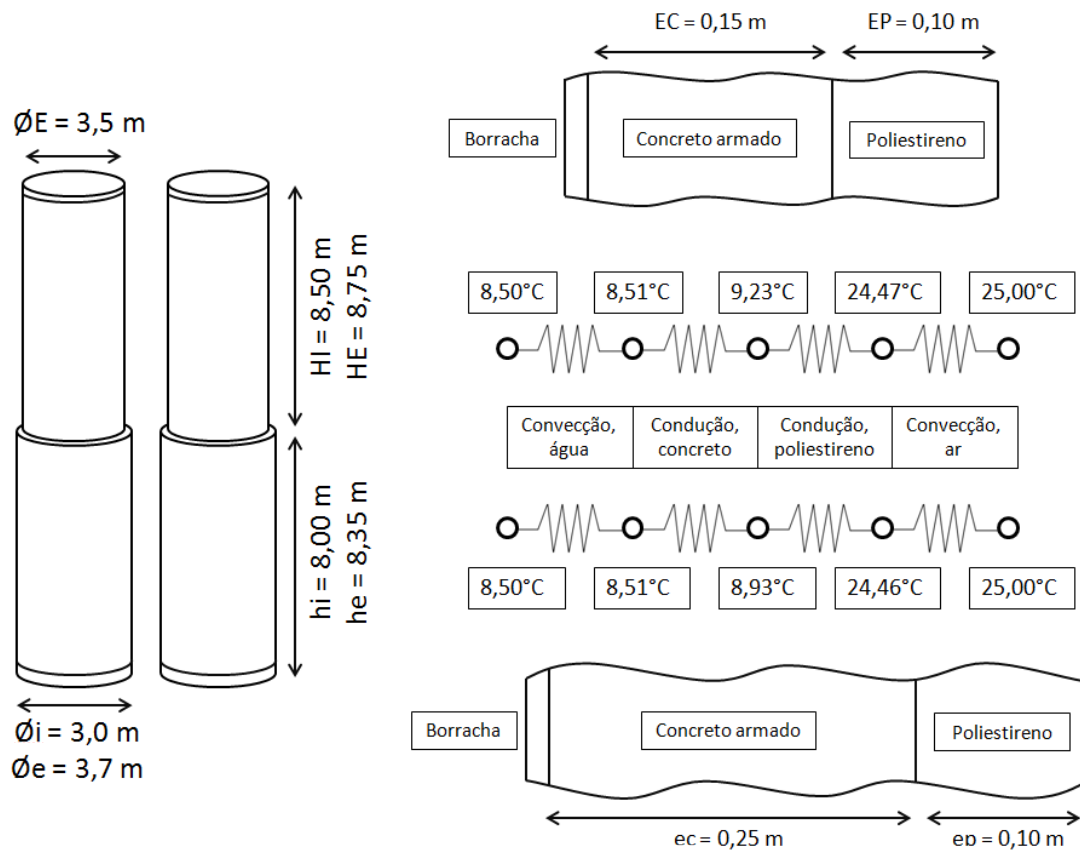 ØE = 3,5 m
HI = 8,50 m
HE = 8,75 m
hi = 8,00 m
he = 8,35 m
Øi = 3,0 m
Øe = 3,7 m
EC = 0,15 m
EP = 0,10 m
Borracha
Concreto armado
Poliestireno
8,50°C
8,51°C
9,23°C
24,47°C
25,00°C
Convecção,
água
Condução,
concreto
Condução,
poliestireno
Convecção,
ar
8,50°C
8,51°C
8,93°C
24,46°C
25,00°C
Borracha
Concreto armado
Poliestireno
ec = 0,25 m
ep = 0,10 m